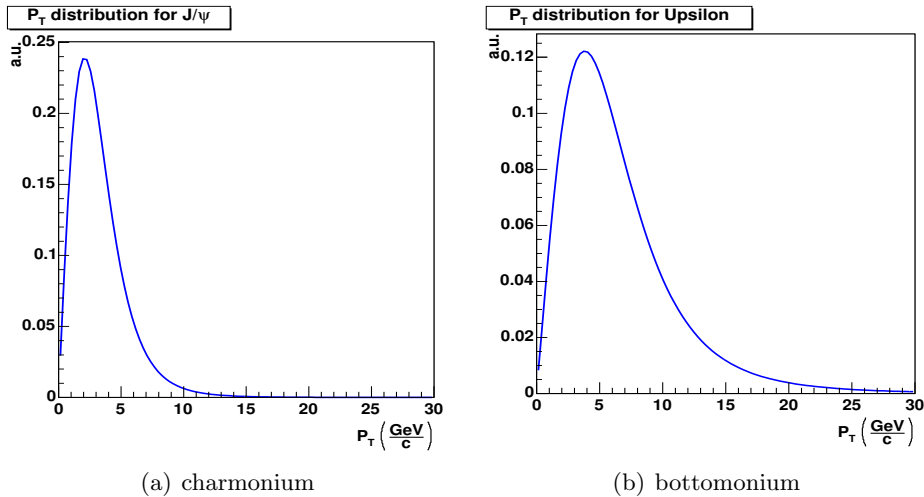 P_T distribution for J/ψ
a.u.
0.25
0.2
0.15
0.1
0.05
0
0 5 10 15 20 25 30
P_T (GeV/c)
(a) charmonium
P_T distribution for Upsilon
a.u.
0.12
0.1
0.08
0.06
0.04
0.02
0
0 5 10 15 20 25 30
P_T (GeV/c)
(b) bottomonium